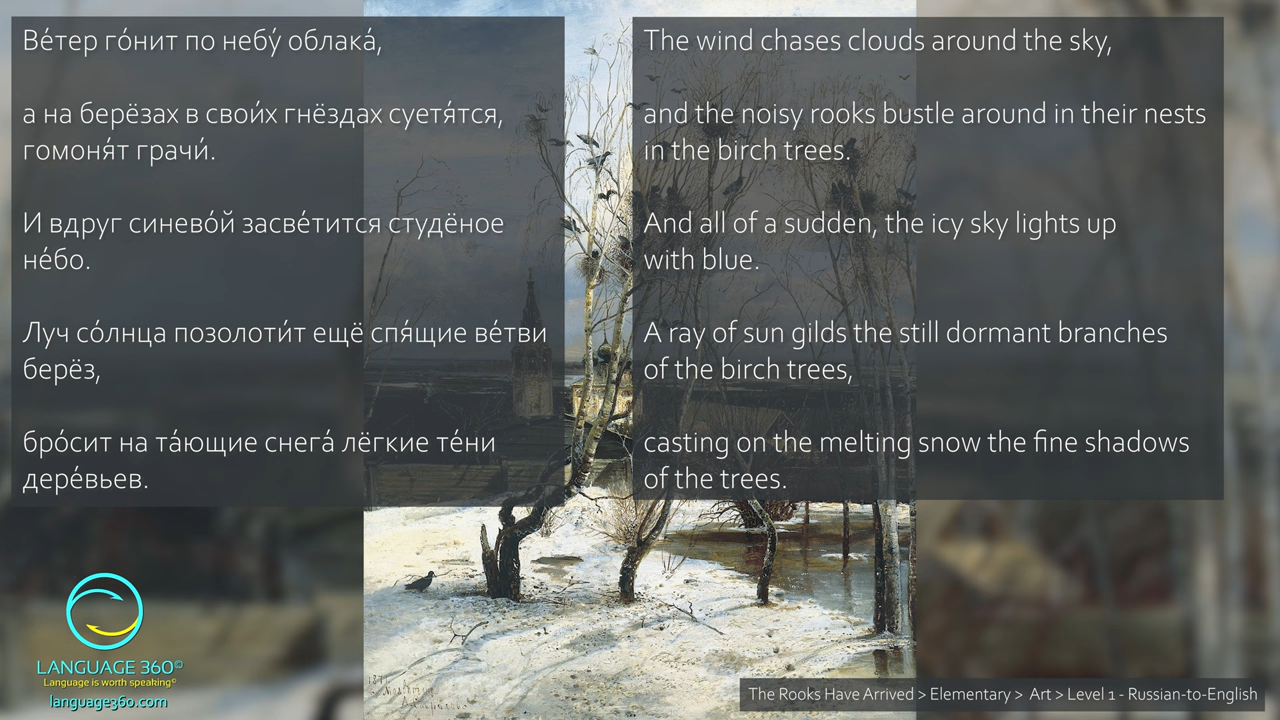 Ве́тер го́нит по небу́ облака́,
а на берёзах в свои́х гнёздах суетя́тся,
гомоня́т грачи́.
И вдруг синево́й засве́тится студёное
не́бо.
Луч со́лнца позолоти́т ещё спя́щие ве́тви
берёз,
бро́сит на та́ющие снега́ лёгкие те́ни
дере́вьев.
The wind chases clouds around the sky,
and the noisy rooks bustle around in their nests
in the birch trees.
And all of a sudden, the icy sky lights up
with blue.
A ray of sun gilds the still dormant branches
of the birch trees,
casting on the melting snow the fine shadows
of the trees.
LANGUAGE 360©
Language is worth speaking©
language360.com
The Rooks Have Arrived > Elementary > Art > Level 1 - Russian-to-English